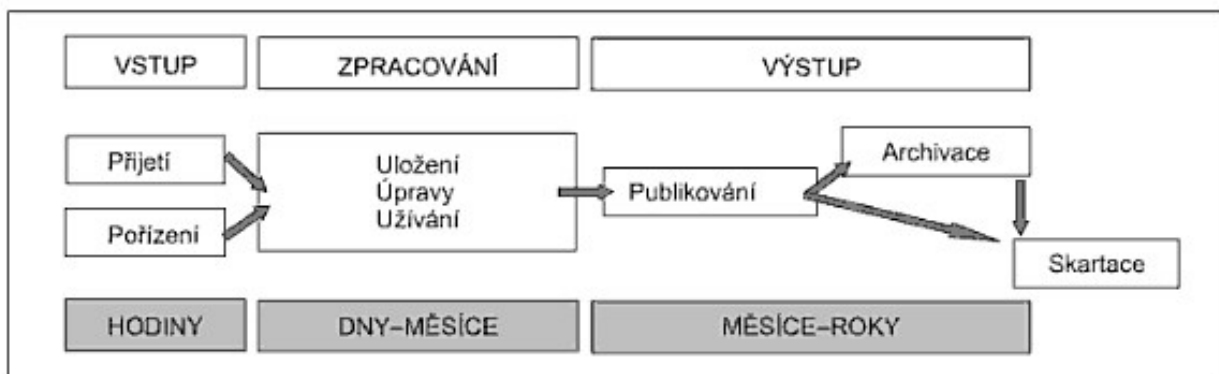 VSTUP
ZPRACOVÁNÍ
VÝSTUP
Přijetí
Pořízení
Uložení
Úpravy
Užívání
Publikování
Archivace
Skartace
HODINY
DNY–MĚSÍCE
MĚSÍCE–ROKY